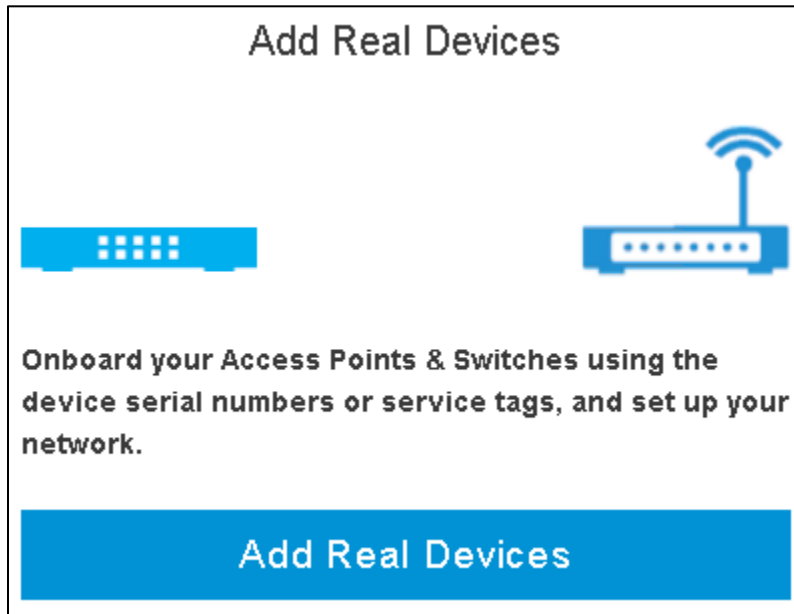 Add Real Devices
Onboard your Access Points & Switches using the
device serial numbers or service tags, and set up your
network.
Add Real Devices